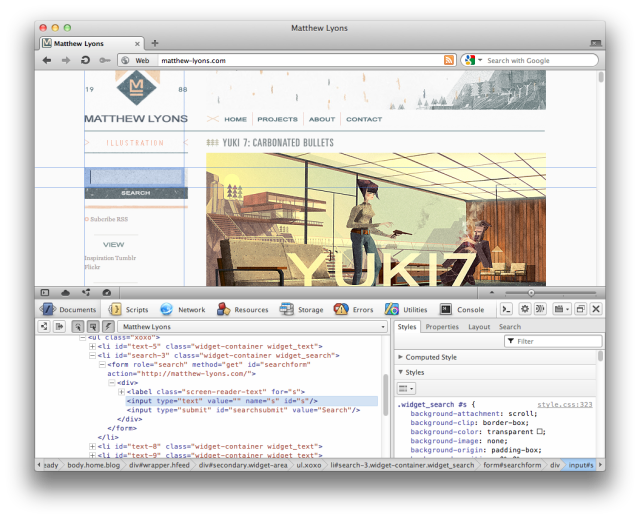 Matthew Lyons
Matthew Lyons
Web matthew-lyons.com
Search with Google
19 88
MATTHEW LYONS
ILLUSTRATION
SEARCH
© Subcribe RSS
VIEW
Inspiration Tumblr
Flickr
HOME PROJECTS ABOUT CONTACT
YUKI 7: CARBONATED BULLETS
YUKI7
Documents Scripts Network Resources Storage Errors Utilities Console
Matthew Lyons
<ul class="xoxo">
<li id="text-5" class="widget-container widget_text">
<li id="search-3" class="widget-container widget_search">
<form role="search" method="get" id="searchform"
action="http://matthew-lyons.com/">
<div>
<label class="screen-reader-text" for="s">
<input type="text" value="" name="s" id="s"/>
<input type="submit" id="searchsubmit" value="Search"/>
</div>
</form>
</li>
<li id="text-8" class="widget-container widget_text">
<li id="text-9" class="widget-container widget_text">
Styles Properties Layout Search
Filter
Computed Style
Styles
.widget_search #s { style.css:323
background-attachment: scroll;
background-clip: border-box;
background-color: transparent ;
background-image: none;
background-origin: padding-box;
eady body.home.blog div#wrapper.hfeed div#secondary.widget-area ul.xoxo li#search-3.widget-container.widget_search form#searchform div input#s